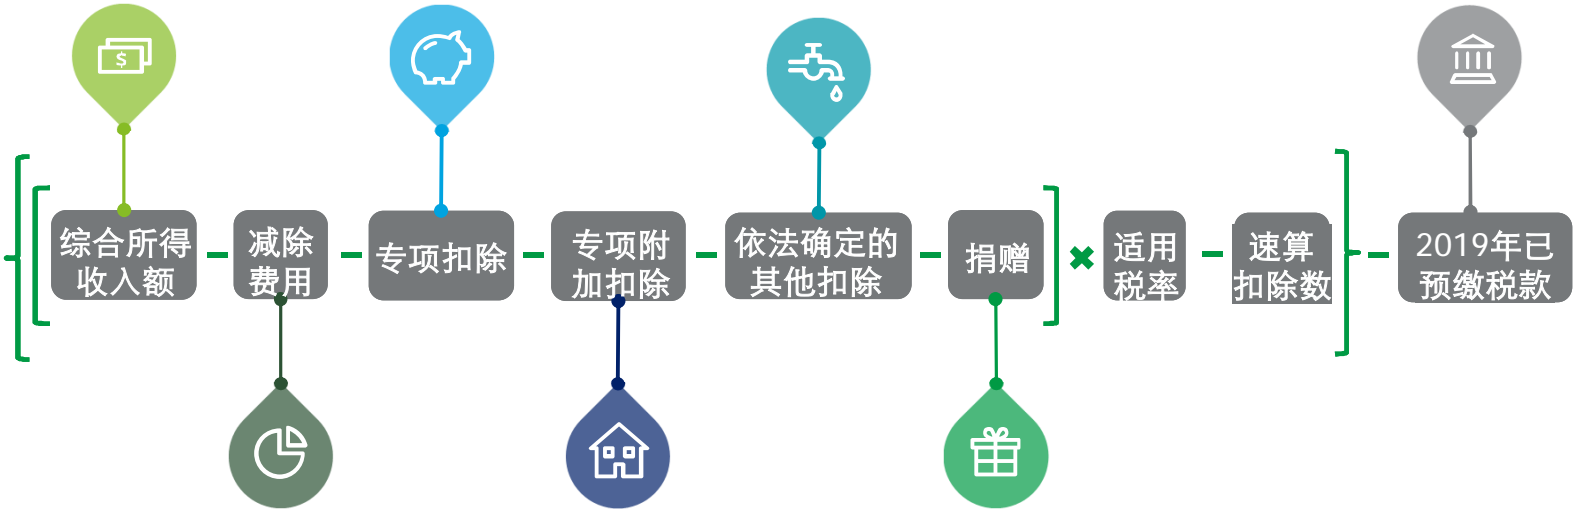 综合所得
收入额
减除
费用
专项扣除
专项附
加扣除
依法确定的
其他扣除
捐赠
适用
税率
速算
扣除数
2019年已
预缴税款
$